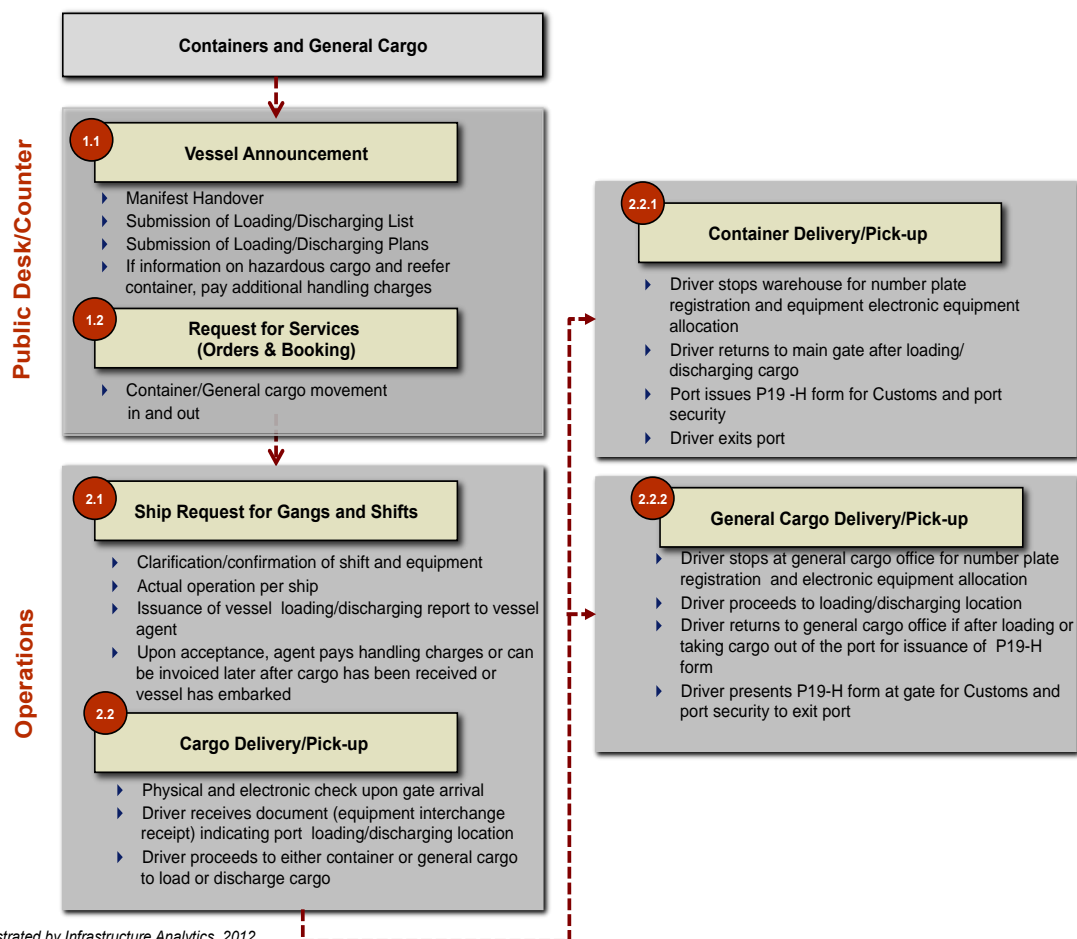 Containers and General Cargo
Public Desk/Counter
1.1
Vessel Announcement
Manifest Handover
Submission of Loading/Discharging List
Submission of Loading/Discharging Plans
If information on hazardous cargo and reefer
container, pay additional handling charges
1.2
Request for Services
(Orders & Booking)
Container/General cargo movement
in and out
Operations
2.1
Ship Request for Gangs and Shifts
Clarification/confirmation of shift and equipment
Actual operation per ship
Issuance of vessel loading/discharging report to vessel
agent
Upon acceptance, agent pays handling charges or can
be invoiced later after cargo has been received or
vessel has embarked
2.2
Cargo Delivery/Pick-up
Physical and electronic check upon gate arrival
Driver receives document (equipment interchange
receipt) indicating port loading/discharging location
Driver proceeds to either container or general cargo
to load or discharge cargo
2.2.1
Container Delivery/Pick-up
Driver stops warehouse for number plate
registration and equipment electronic equipment
allocation
Driver returns to main gate after loading/
discharging cargo
Port issues P19 -H form for Customs and port
security
Driver exits port
2.2.2
General Cargo Delivery/Pick-up
Driver stops at general cargo office for number plate
registration and electronic equipment allocation
Driver proceeds to loading/discharging location
Driver returns to general cargo office if after loading or
taking cargo out of the port for issuance of P19-H
form
Driver presents P19-H form at gate for Customs and
port security to exit port
strated by Infrastructure Analytics, 2012